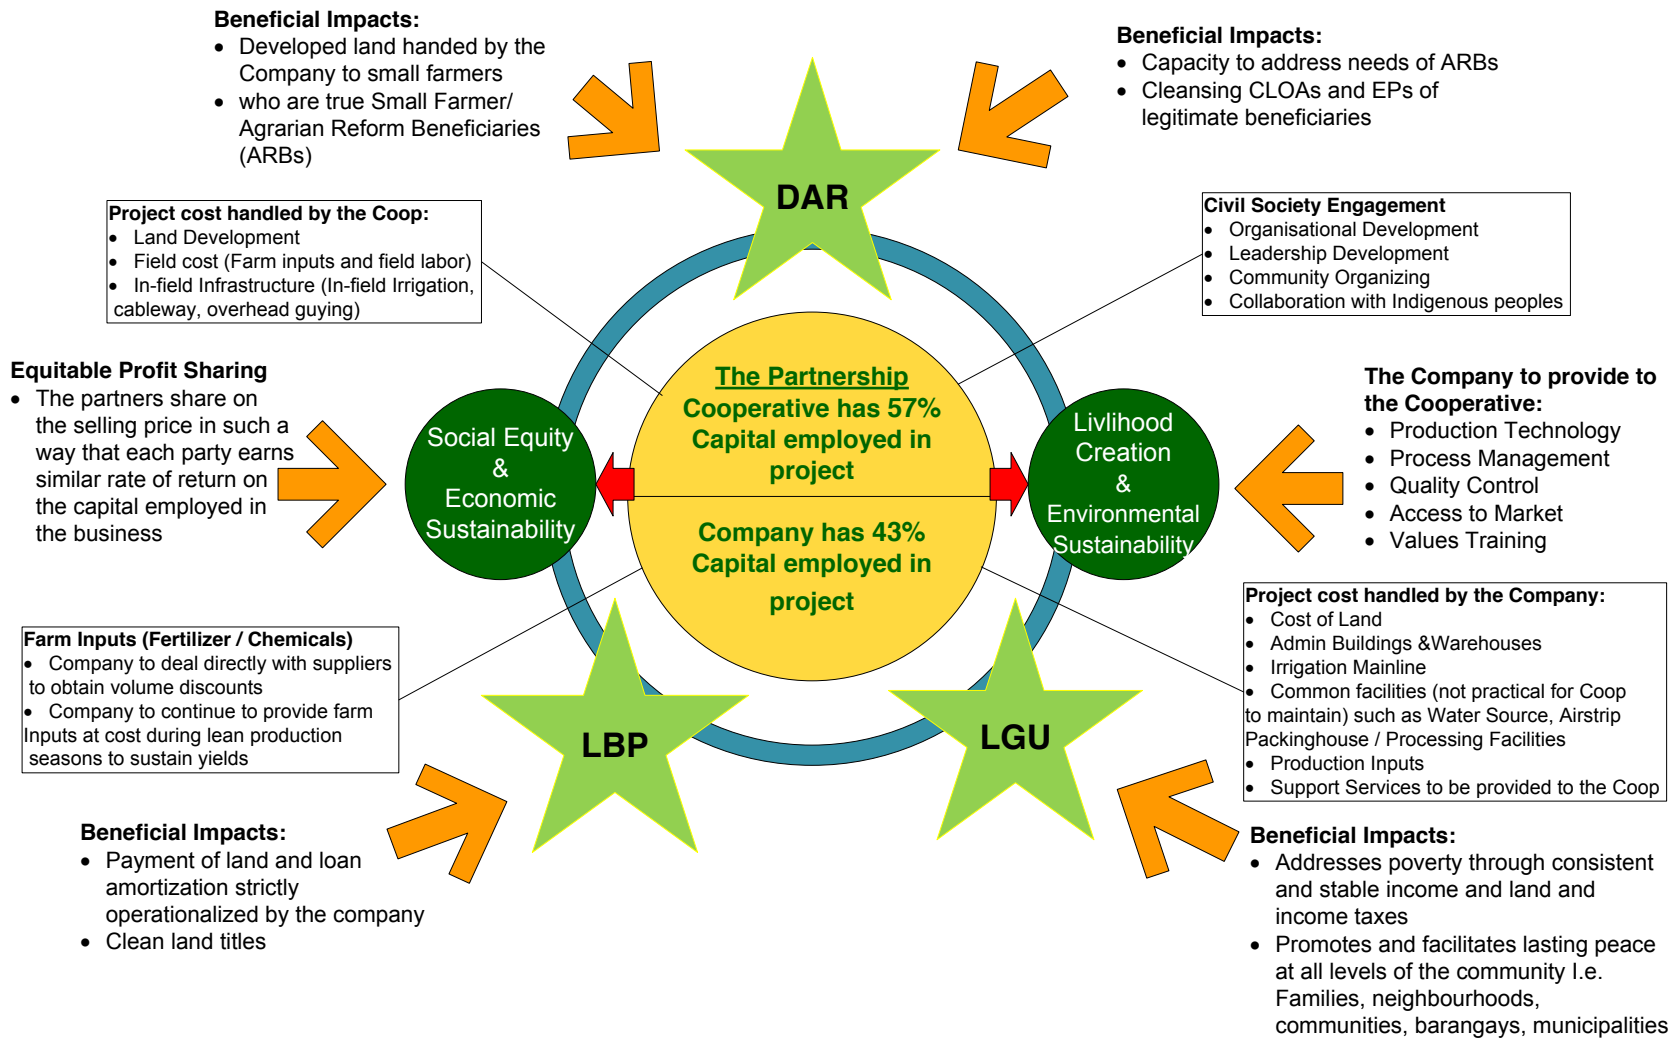 Beneficial Impacts:
• Developed land handed by the
Company to small farmers
• who are true Small Farmer/
Agrarian Reform Beneficiaries
(ARBs)
Beneficial Impacts:
• Capacity to address needs of ARBs
• Cleansing CLOAs and EPs of
legitimate beneficiaries
DAR
Project cost handled by the Coop:
• Land Development
• Field cost (Farm inputs and field labor)
• In-field Infrastructure (In-field Irrigation,
cableway, overhead guying)
Civil Society Engagement
• Organisational Development
• Leadership Development
• Community Organizing
• Collaboration with Indigenous peoples
Equitable Profit Sharing
• The partners share on
the selling price in such a
way that each party earns
similar rate of return on
the capital employed in
the business
Social Equity
&
Economic
Sustainability
The Partnership
Cooperative has 57%
Capital employed in
project
Company has 43%
Capital employed in
project
Livlihood
Creation
&
Environmental
Sustainability
The Company to provide to
the Cooperative:
• Production Technology
• Process Management
• Quality Control
• Access to Market
• Values Training
Farm Inputs (Fertilizer / Chemicals)
• Company to deal directly with suppliers
to obtain volume discounts
• Company to continue to provide farm
Inputs at cost during lean production
seasons to sustain yields
Project cost handled by the Company:
• Cost of Land
• Admin Buildings &Warehouses
• Irrigation Mainline
• Common facilities (not practical for Coop
to maintain) such as Water Source, Airstrip
Packinghouse / Processing Facilities
• Production Inputs
• Support Services to be provided to the Coop
LBP
LGU
Beneficial Impacts:
• Payment of land and loan
amortization strictly
operationalized by the company
• Clean land titles
Beneficial Impacts:
• Addresses poverty through consistent
and stable income and land and
income taxes
• Promotes and facilitates lasting peace
at all levels of the community I.e.
Families, neighbourhoods,
communities, barangays, municipalities